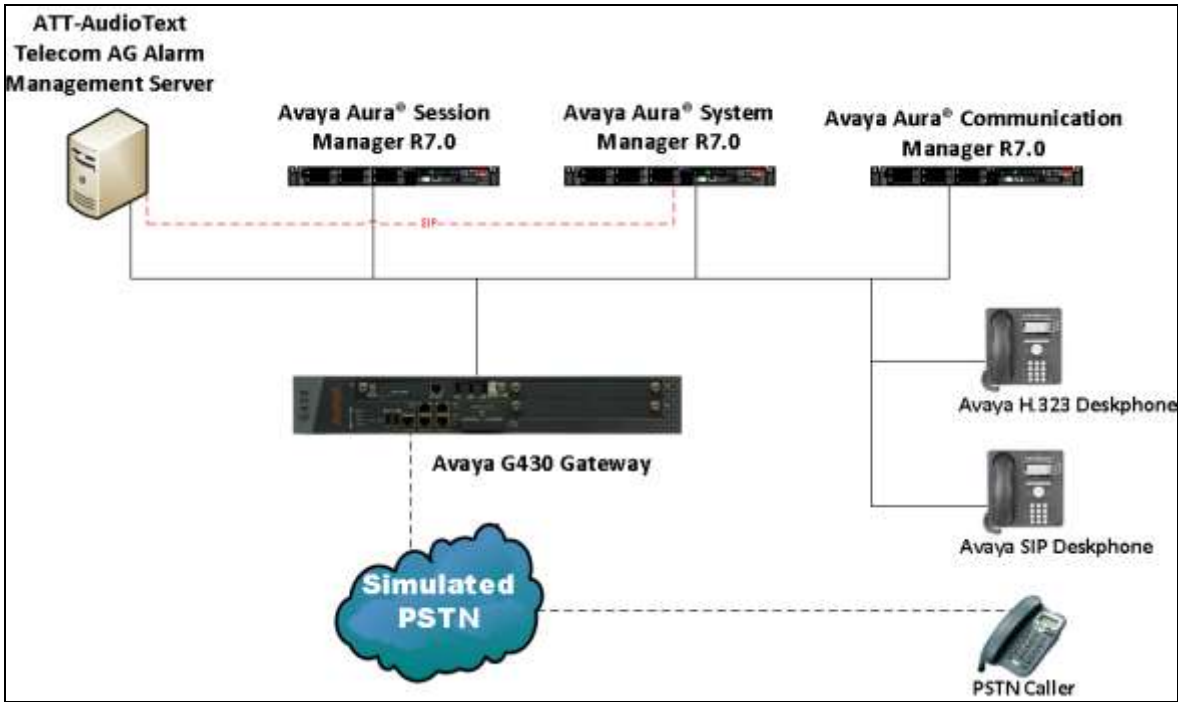 ATT-AudioText
Telecom AG Alarm
Management Server
Avaya Aura® Session
Manager R7.0
Avaya Aura® System
Manager R7.0
Avaya Aura® Communication
Manager R7.0
SIP
Avaya H.323 Deskphone
Avaya G430 Gateway
Avaya SIP Deskphone
Simulated
PSTN
PSTN Caller